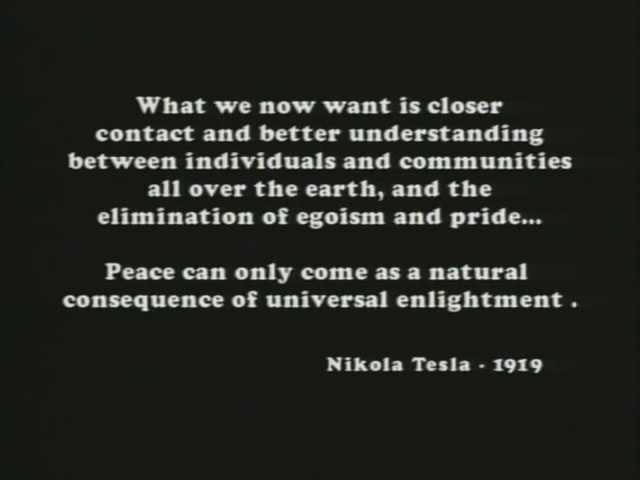 What we now want is closer
contact and better understanding
between individuals and communities
all over the earth, and the
elimination of egoism and pride...
Peace can only come as a natural
consequence of universal enlightment .
Nikola Tesla - 1919